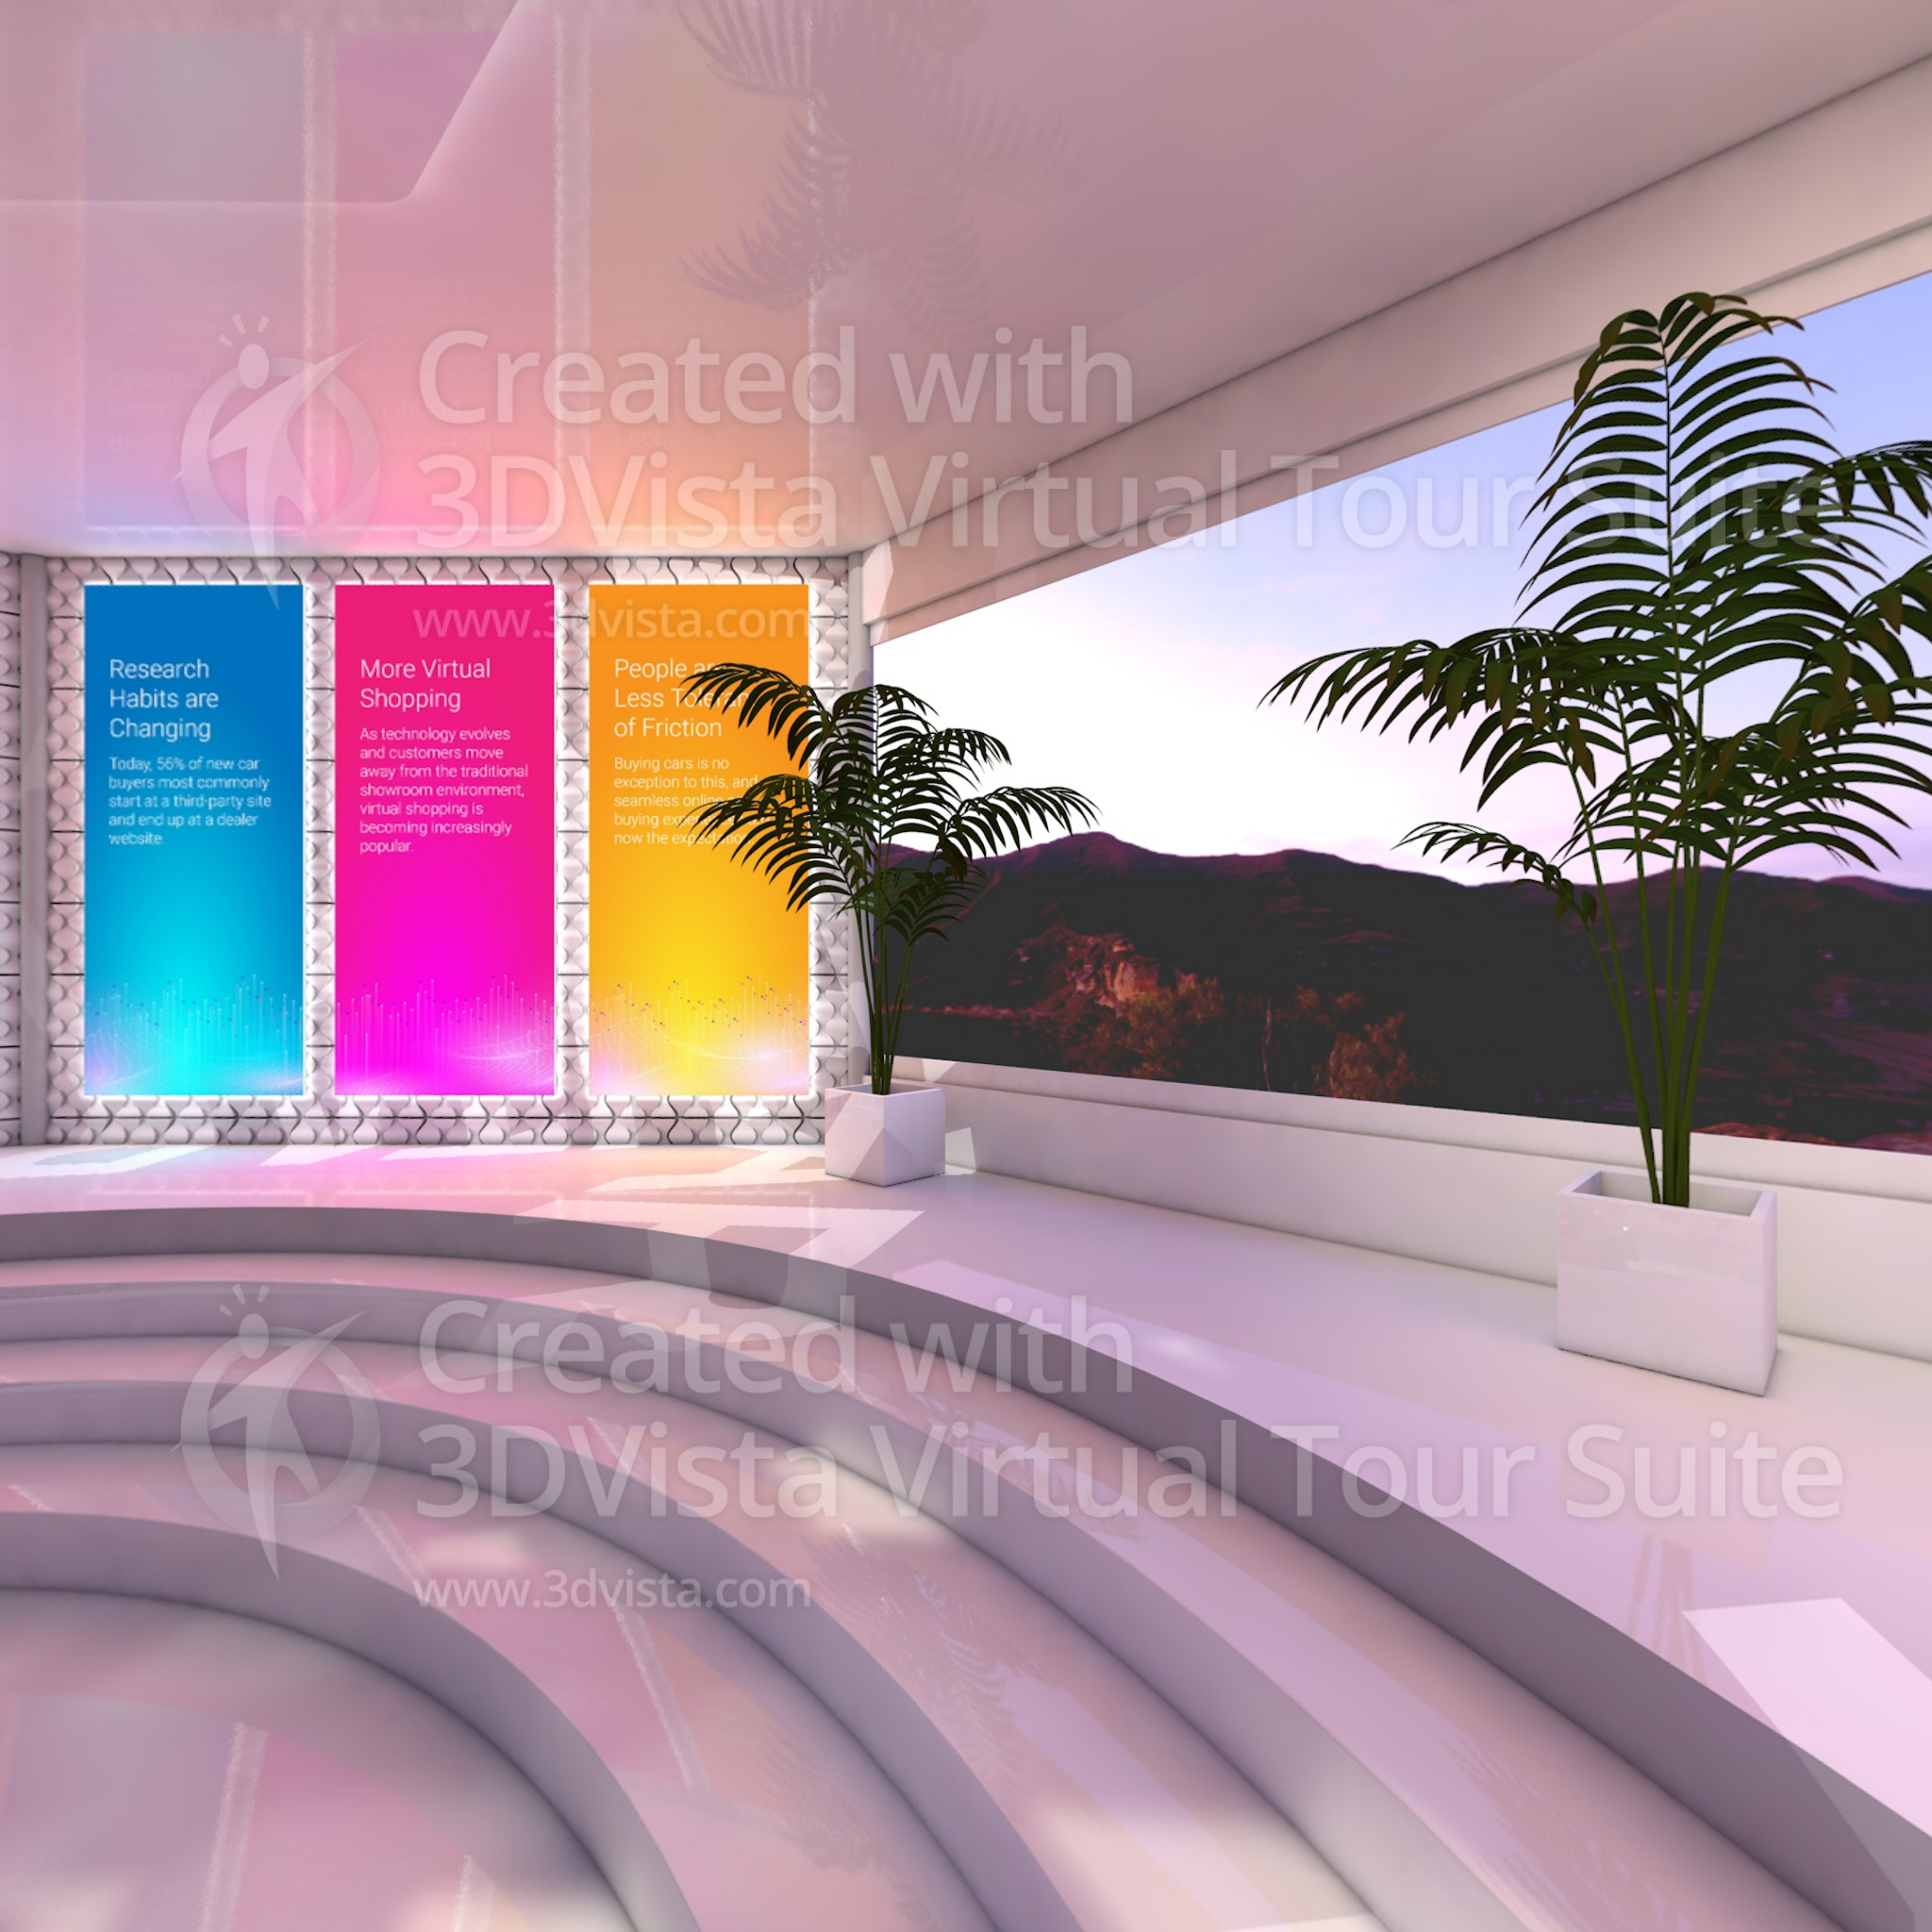 Created with
3DVista Virtual Tour Suite
www.3dvista.com
Research
Habits are
Changing
Today, 56% of new car
buyers most commonly
start at a third-party site
and end up at a dealer
website.
More Virtual
Shopping
As technology evolves
and customers move
away from the traditional
showroom environment,
virtual shopping is
becoming increasingly
popular.
People are
Less Tolerant
of Friction
Buying cars is no
exception to this, and
seamless online
buying
now the expectation
Created with
3DVista Virtual Tour Suite
www.3dvista.com